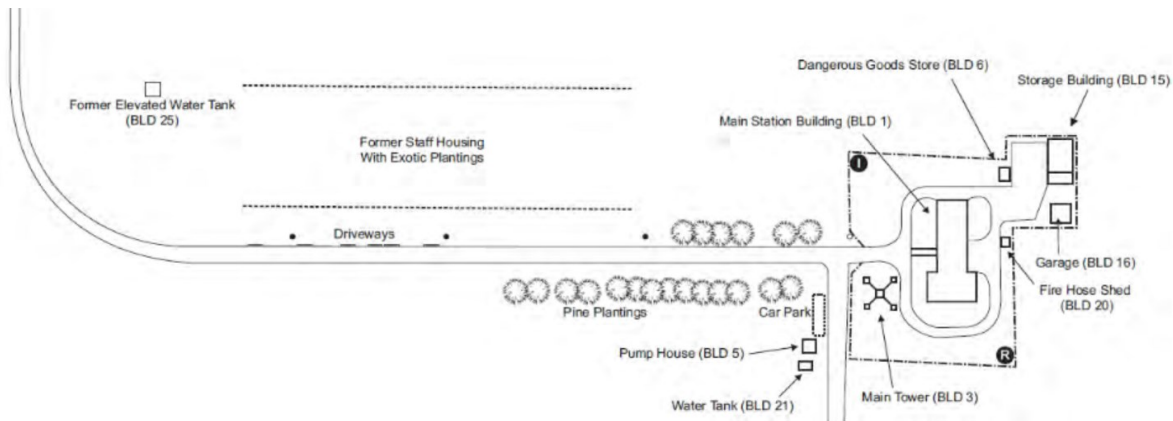 Dangerous Goods Store (BLD 6)
Storage Building (BLD 15)
Former Elevated Water Tank
(BLD 25)
Main Station Building (BLD 1)
Former Staff Housing
With Exotic Plantings
I
Driveways
Garage (BLD 16)
Fire Hose Shed
(BLD 20)
Pine Plantings
Car Park
Pump House (BLD 5)
R
Water Tank (BLD 21)
Main Tower (BLD 3)